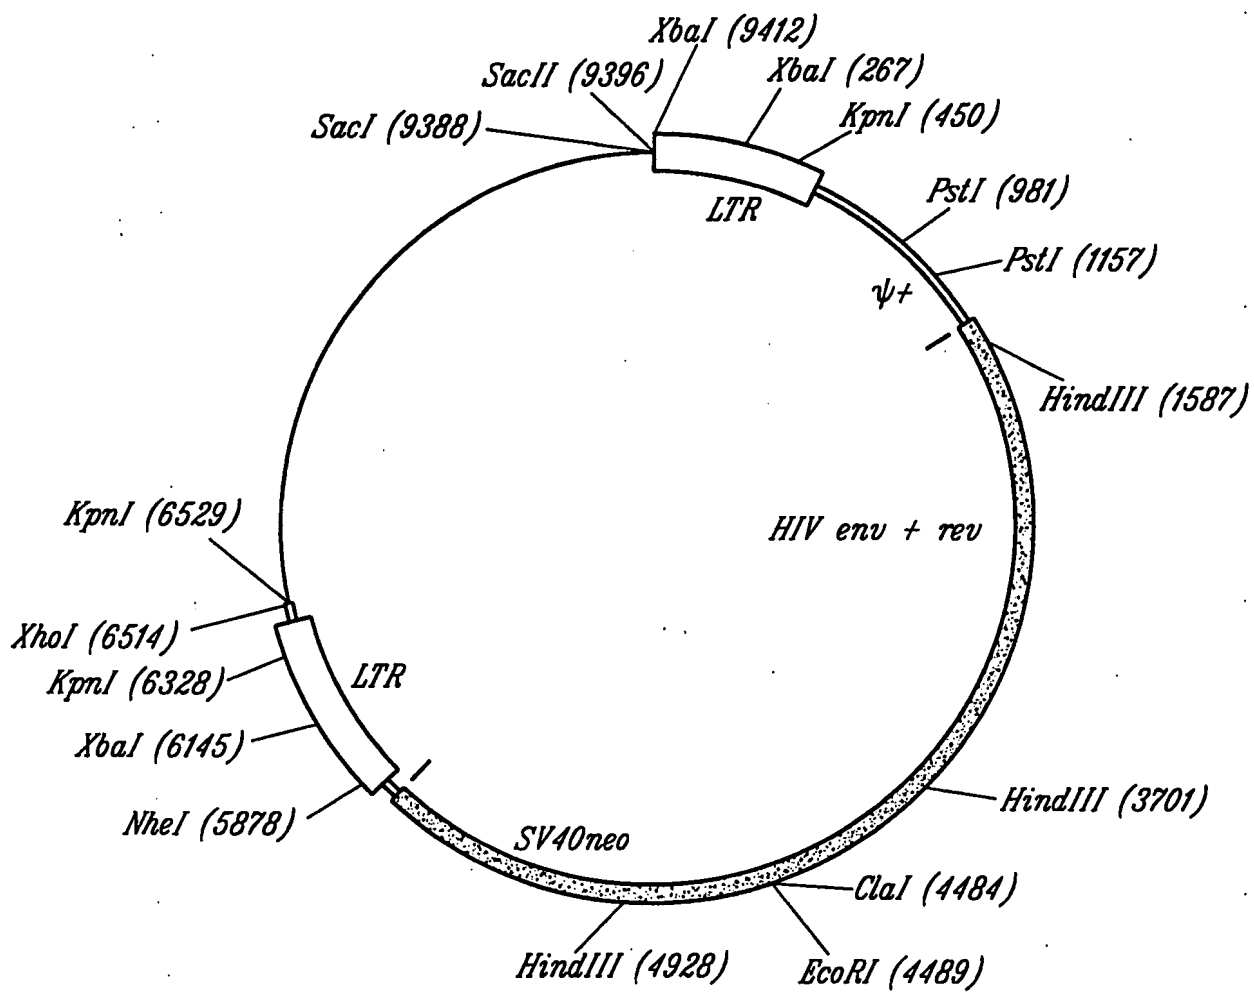 XbaI (9412)
SacII (9396)
XbaI (267)
SacI (9388)
KpnI (450)
LTR
PstI (981)
PstI (1157)
ψ+
HindIII (1587)
KpnI (6529)
HIV env + rev
XhoI (6514)
KpnI (6328)
LTR
XbaI (6145)
NheI (5878)
HindIII (3701)
SV40neo
ClaI (4484)
HindIII (4928)
EcoRI (4489)